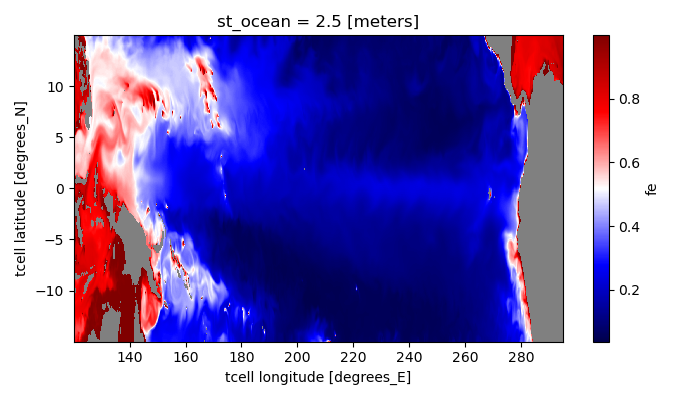 st_ocean = 2.5 [meters]
10
5
0
−5
−10
tcell latitude [degrees_N]
140 160 180 200 220 240 260 280
tcell longitude [degrees_E]
0.8
0.6
0.4
0.2
fe